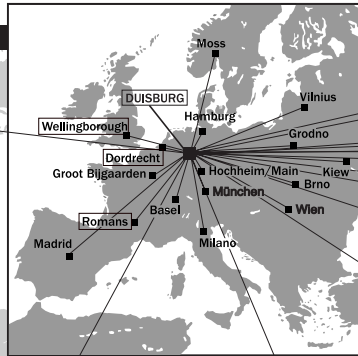 Moss
DUISBURG
Vilnius
Hamburg
Wellingborough
Grodno
Dordrecht
Groot Bijgaarden
Hochheim/Main
Kiew
München
Brno
Basel
Wien
Romans
Madrid
Milano